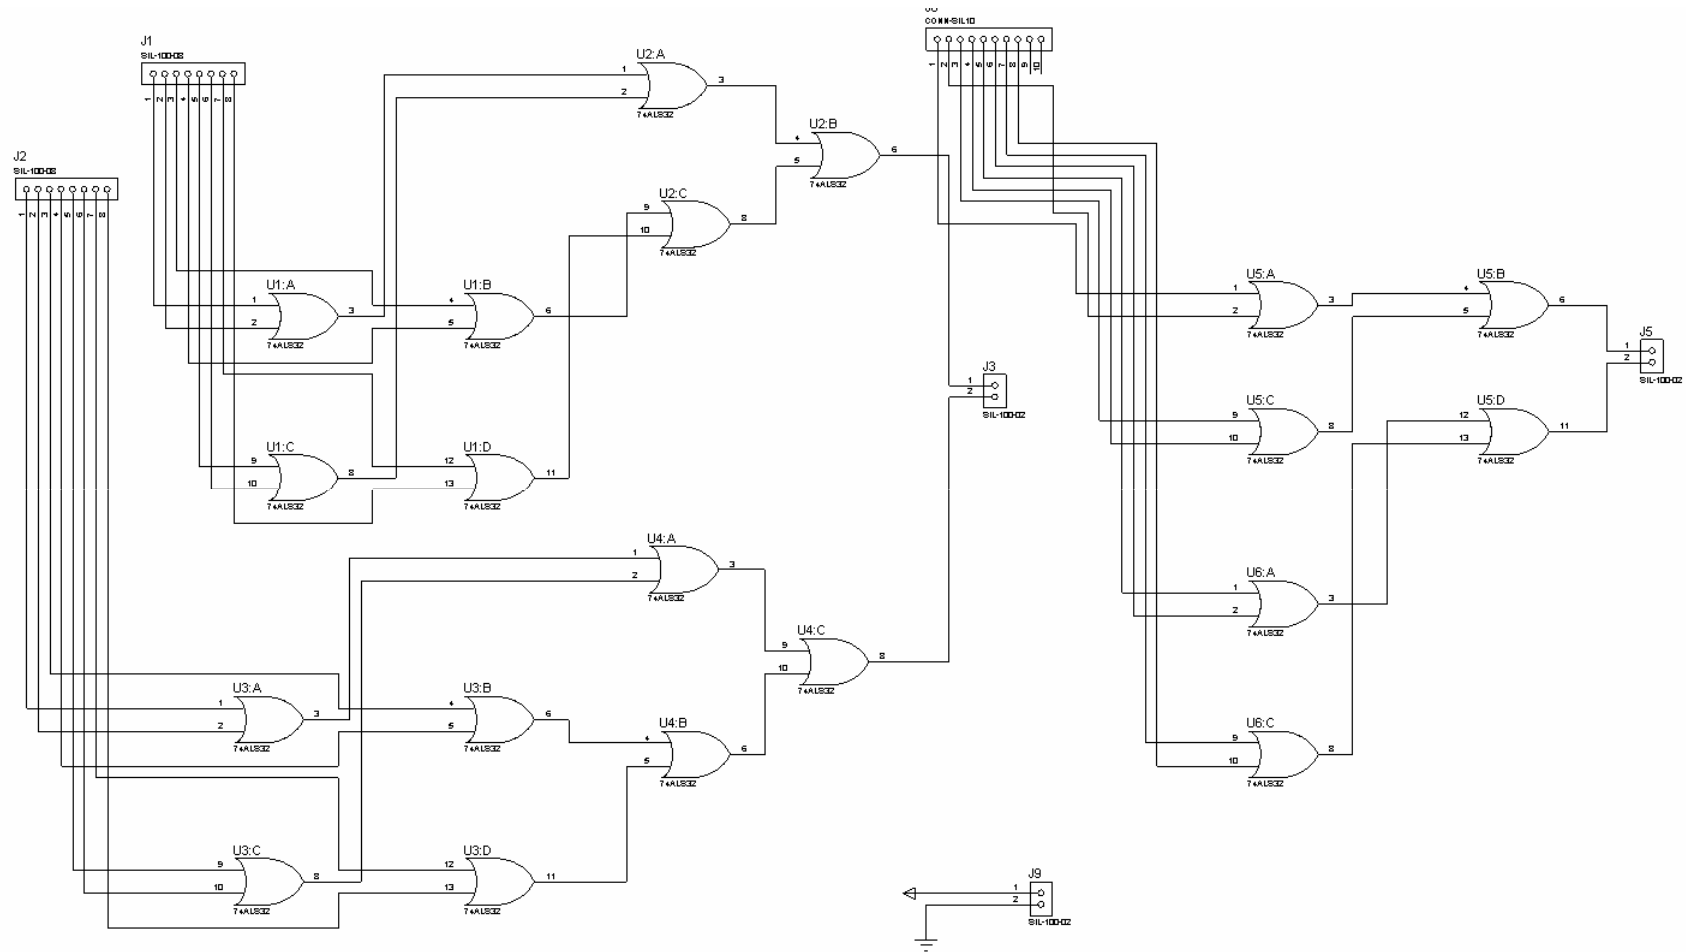 CONN-SIL10
1 2 3 4 5 6 7 8 9 10
J1
SIL-100-08
1 2 3 4 5 6 7 8
U2:A
1
2
3
74ALS32
U2:B
4
5
6
74ALS32
J2
SIL-100-08
1 2 3 4 5 6 7 8
U2:C
9
10
8
74ALS32
U1:A
1
2
3
74ALS32
U1:B
4
5
6
74ALS32
U5:A
1
2
3
74ALS32
U5:B
4
5
6
74ALS32
J5
1
2
SIL-100-02
J3
1
2
SIL-100-02
U5:C
9
10
8
74ALS32
U5:D
12
13
11
74ALS32
U1:C
9
10
8
74ALS32
U1:D
12
13
11
74ALS32
U4:A
1
2
3
74ALS32
U6:A
1
2
3
74ALS32
U4:C
9
10
8
74ALS32
U3:A
1
2
3
74ALS32
U3:B
4
5
6
74ALS32
U4:B
4
5
6
74ALS32
U6:C
9
10
8
74ALS32
U3:C
9
10
8
74ALS32
U3:D
12
13
11
74ALS32
J9
1
2
SIL-100-02